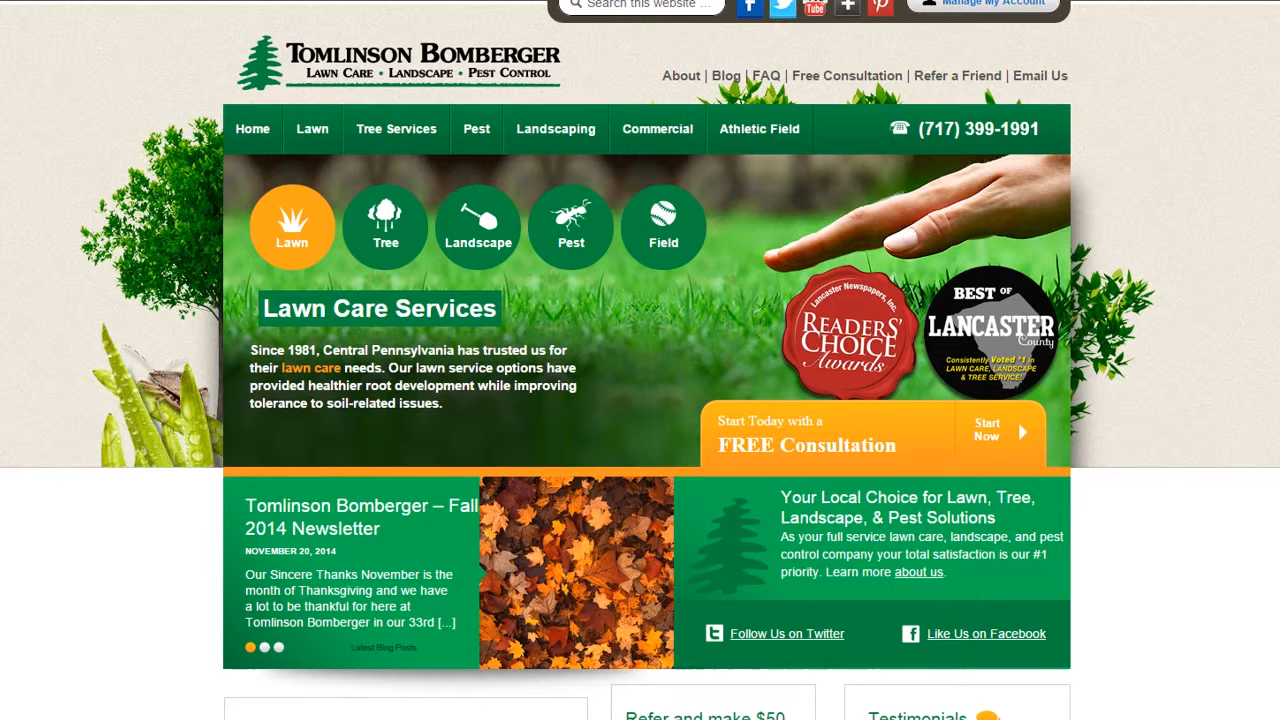 Search this website ...
You
Tube
Manage My Account
TOMLINSON BOMBERGER
LAWN CARE • LANDSCAPE • PEST CONTROL
About | Blog | FAQ | Free Consultation | Refer a Friend | Email Us
Home
Lawn
Tree Services
Pest
Landscaping
Commercial
Athletic Field
(717) 399-1991
Lawn
Tree
Landscape
Pest
Field
Lawn Care Services
Since 1981, Central Pennsylvania has trusted us for
their lawn care needs. Our lawn service options have
provided healthier root development while improving
tolerance to soil-related issues.
Lancaster Newspapers, Inc.
READERS'
CHOICE
Awards
BEST OF
LANCASTER
County
CONSISTENTLY Voted #1 in
LAWN CARE, LANDSCAPE
& TREE SERVICE!
Start Today with a
FREE Consultation
Start
Now
Tomlinson Bomberger – Fall
2014 Newsletter
NOVEMBER 20, 2014
Our Sincere Thanks November is the
month of Thanksgiving and we have
a lot to be thankful for here at
Tomlinson Bomberger in our 33rd [...]
Latest Blog Posts
Your Local Choice for Lawn, Tree,
Landscape, & Pest Solutions
As your full service lawn care, landscape, and pest
control company your total satisfaction is our #1
priority. Learn more about us.
Follow Us on Twitter
Like Us on Facebook
Refer and make $50
Testimonials